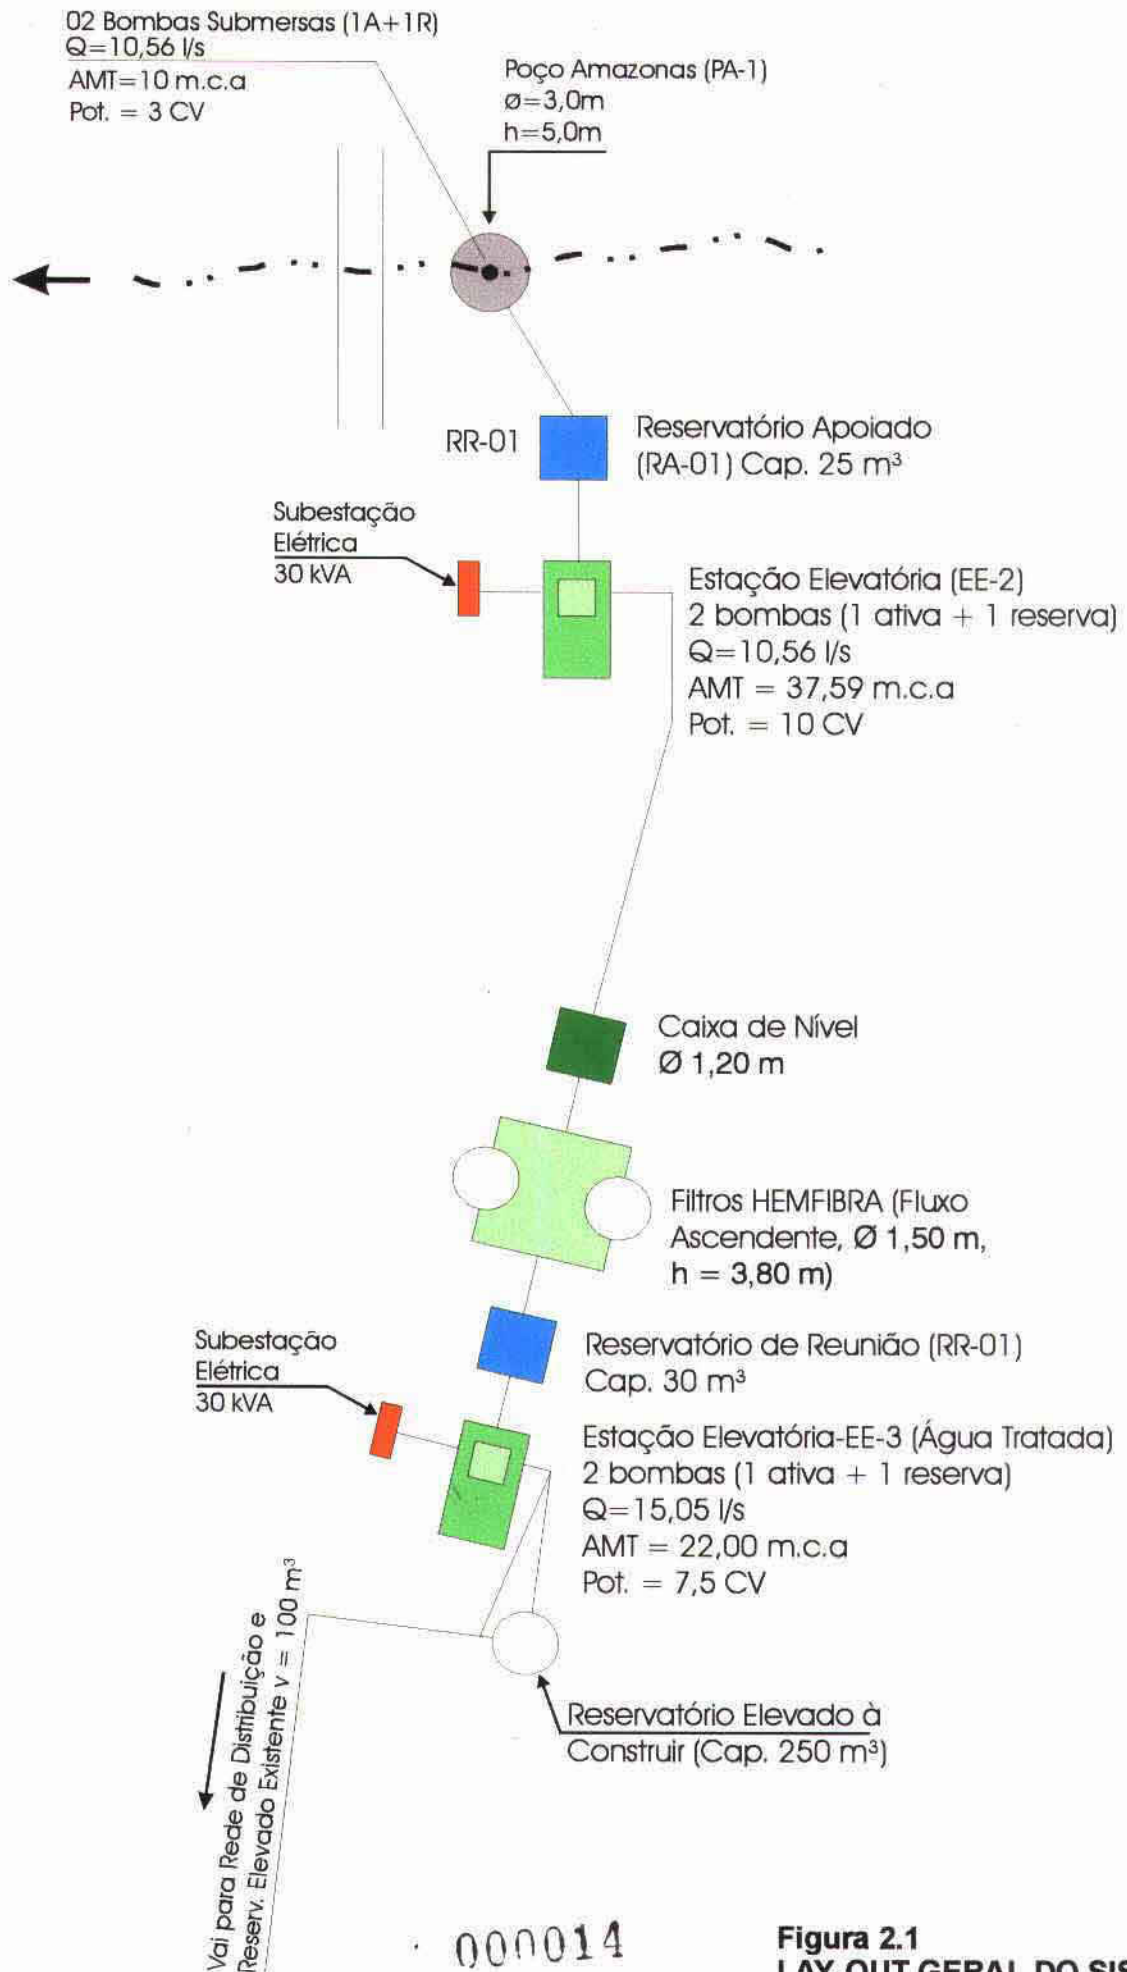 02 Bombas Submersas (1A+1R)
Q=10,56 l/s
AMT=10 m.c.a
Pot. = 3 CV
Poço Amazonas (PA-1)
ø=3,0m
h=5,0m
RR-01
Reservatório Apoiado
(RA-01) Cap. 25 m³
Subestação
Elétrica
30 kVA
Estação Elevatória (EE-2)
2 bombas (1 ativa + 1 reserva)
Q=10,56 l/s
AMT = 37,59 m.c.a
Pot. = 10 CV
Caixa de Nível
Ø 1,20 m
Filtros HEMFIBRA (Fluxo
Ascendente, Ø 1,50 m,
h = 3,80 m)
Reservatório de Reunião (RR-01)
Cap. 30 m³
Subestação
Elétrica
30 kVA
Estação Elevatória-EE-3 (Água Tratada)
2 bombas (1 ativa + 1 reserva)
Q=15,05 l/s
AMT = 22,00 m.c.a
Pot. = 7,5 CV
Vai para Rede de Distribuição e
Reserv. Elevado Existente v = 100 m³
Reservatório Elevado à
Construir (Cap. 250 m³)
000014
Figura 2.1
LAY OUT GERAL DO